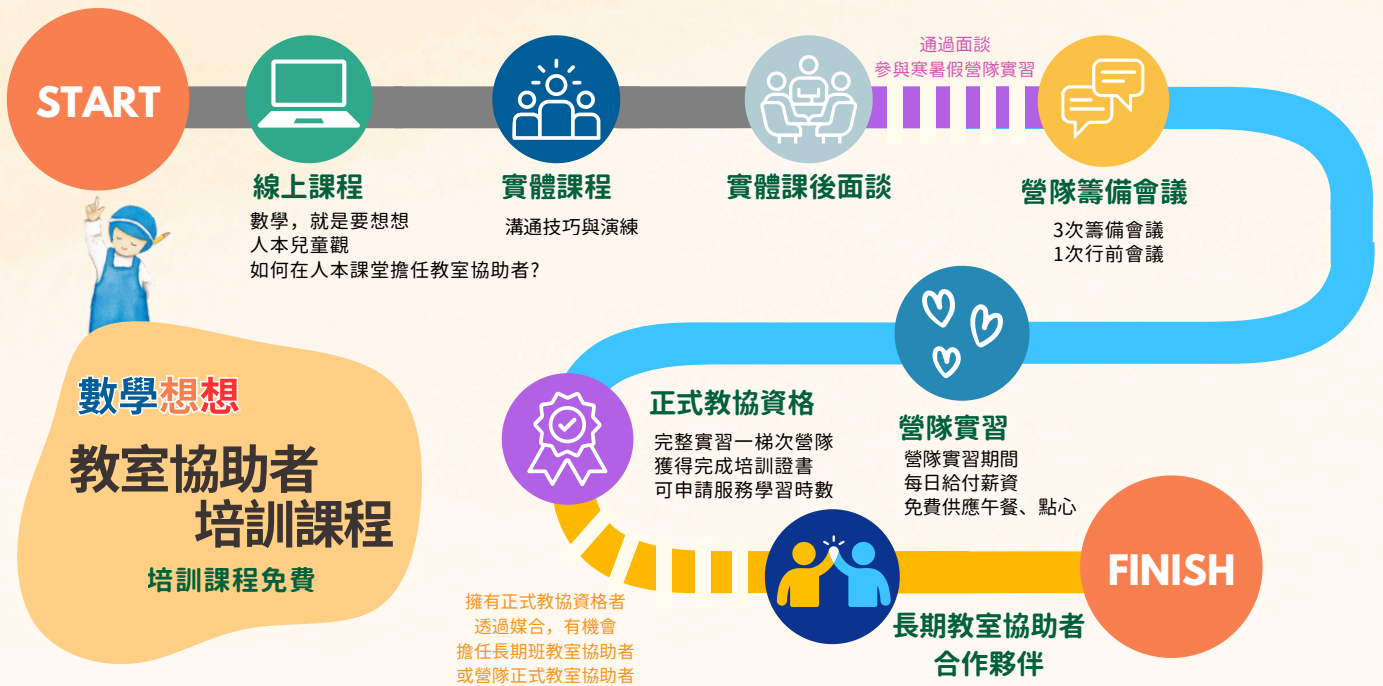 START
線上課程
數學，就是要想想
人本兒童觀
如何在人本課堂擔任教室協助者？
實體課程
溝通技巧與演練
實體課後面談
通過面談
參與寒暑假營隊實習
營隊籌備會議
3次籌備會議
1次行前會議
營隊實習
營隊實習期間
每日給付薪資
免費供應午餐、點心
正式教協資格
完整實習一梯次營隊
獲得完成培訓證書
可申請服務學習時數
擁有正式教協資格者
透過媒合，有機會
擔任長期班教室協助者
或營隊正式教室協助者
長期教室協助者
合作夥伴
FINISH
數學想想
教室協助者
培訓課程
培訓課程免費